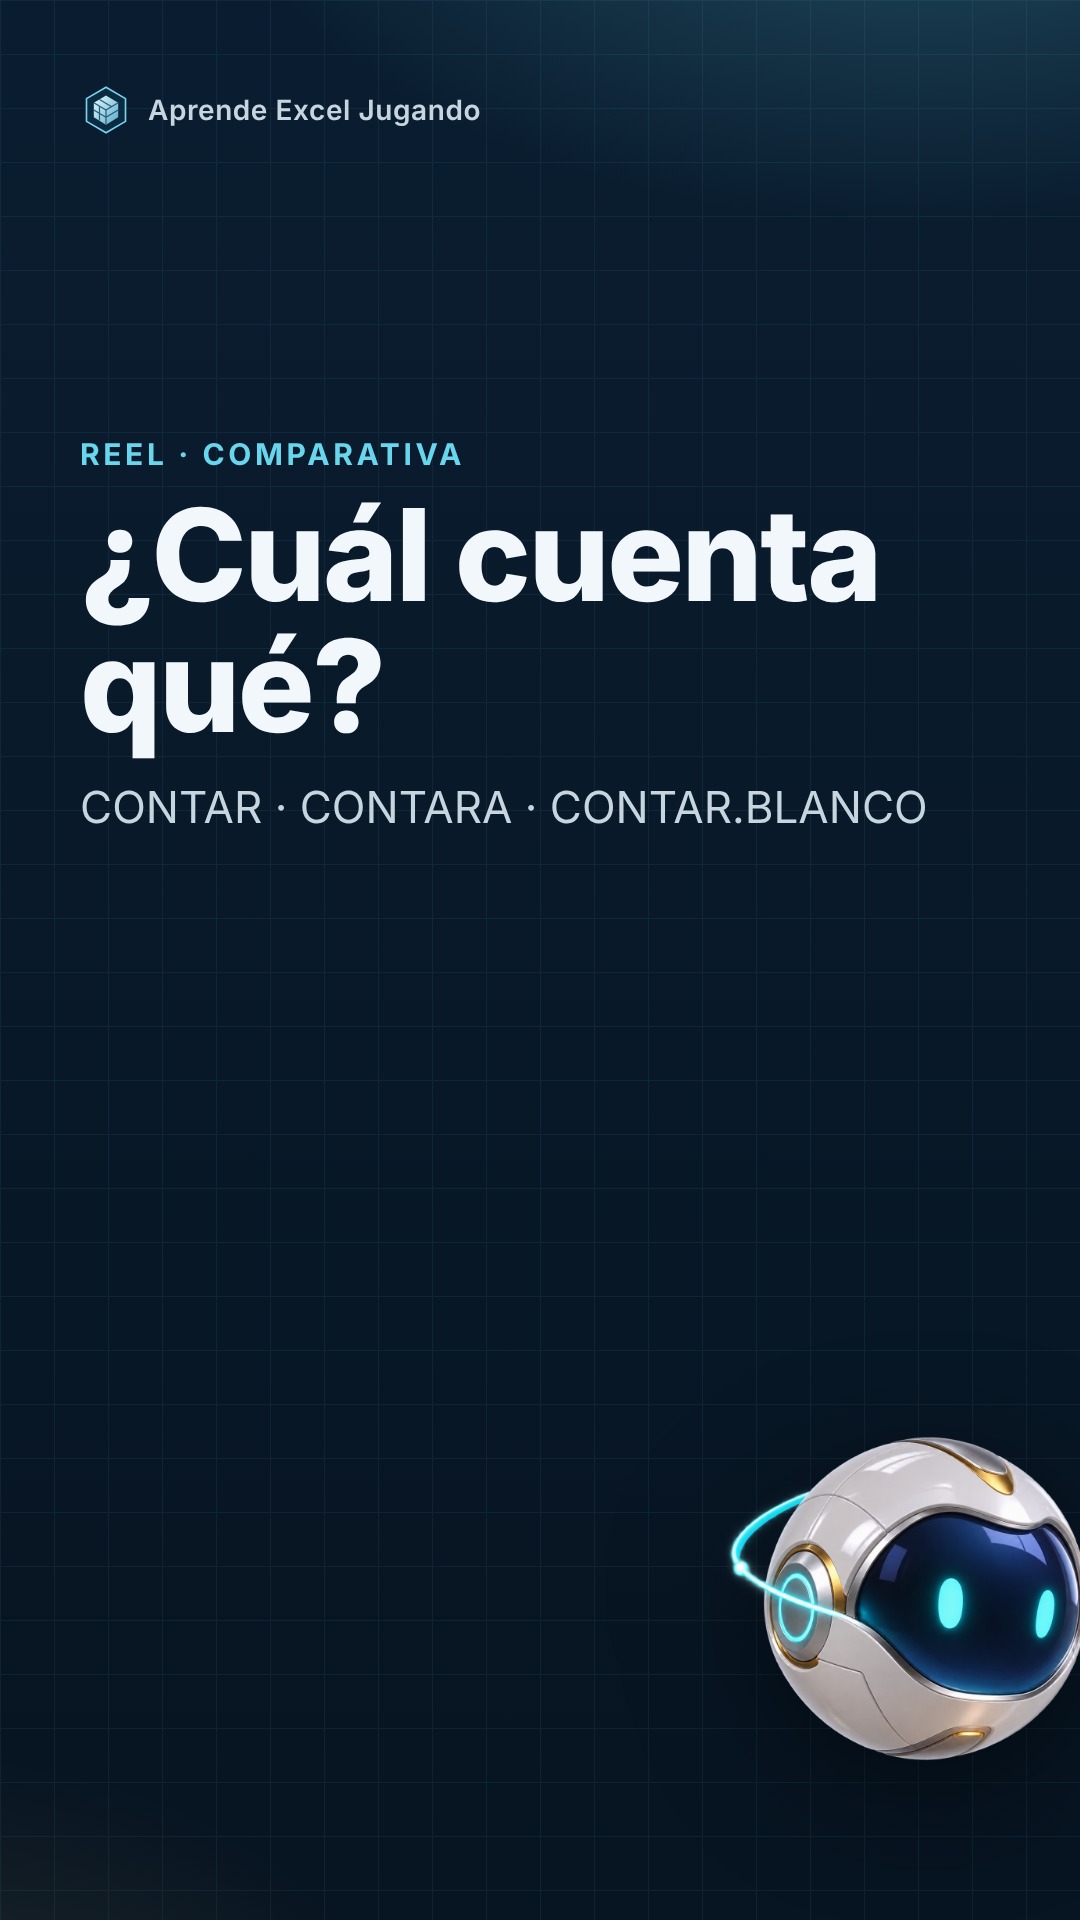 Aprende Excel Jugando
REEL · COMPARATIVA
¿Cuál cuenta
qué?
CONTAR · CONTARA · CONTAR.BLANCO